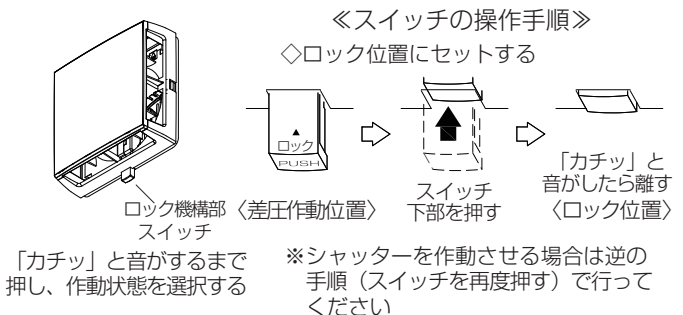 ≪スイッチの操作手順≫
◇ロック位置にセットする
▲
ロック
PUSH
ロック機構部
スイッチ
〈差圧作動位置〉
スイッチ
下部を押す
「カチッ」と
音がしたら離す
〈ロック位置〉
「カチッ」と音がするまで
押し、作動状態を選択する
※シャッターを作動させる場合は逆の
手順（スイッチを再度押す）で行って
ください